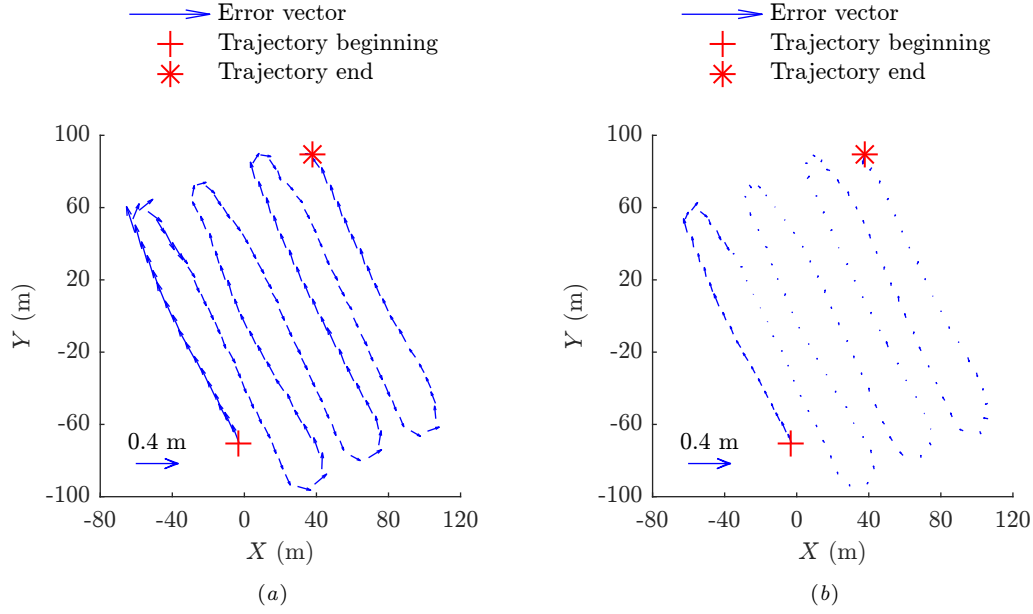 Error vector
Trajectory beginning
Trajectory end
100
60
20
-20
-60
-100
Y (m)
0.4 m
-80 -40 0 40 80 120
X (m)
(a)
Error vector
Trajectory beginning
Trajectory end
100
60
20
-20
-60
-100
Y (m)
0.4 m
-80 -40 0 40 80 120
X (m)
(b)